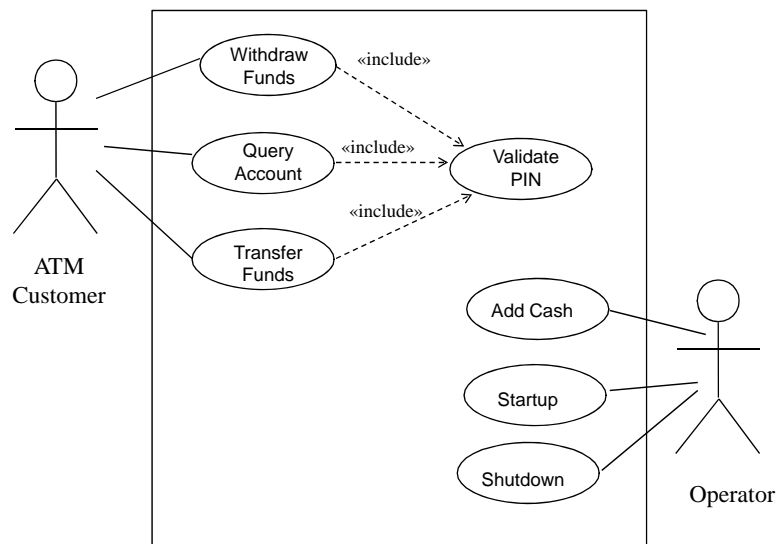 Withdraw
Funds
«include»
Query
Account
«include»
Validate
PIN
«include»
Transfer
Funds
ATM
Customer
Add Cash
Startup
Shutdown
Operator